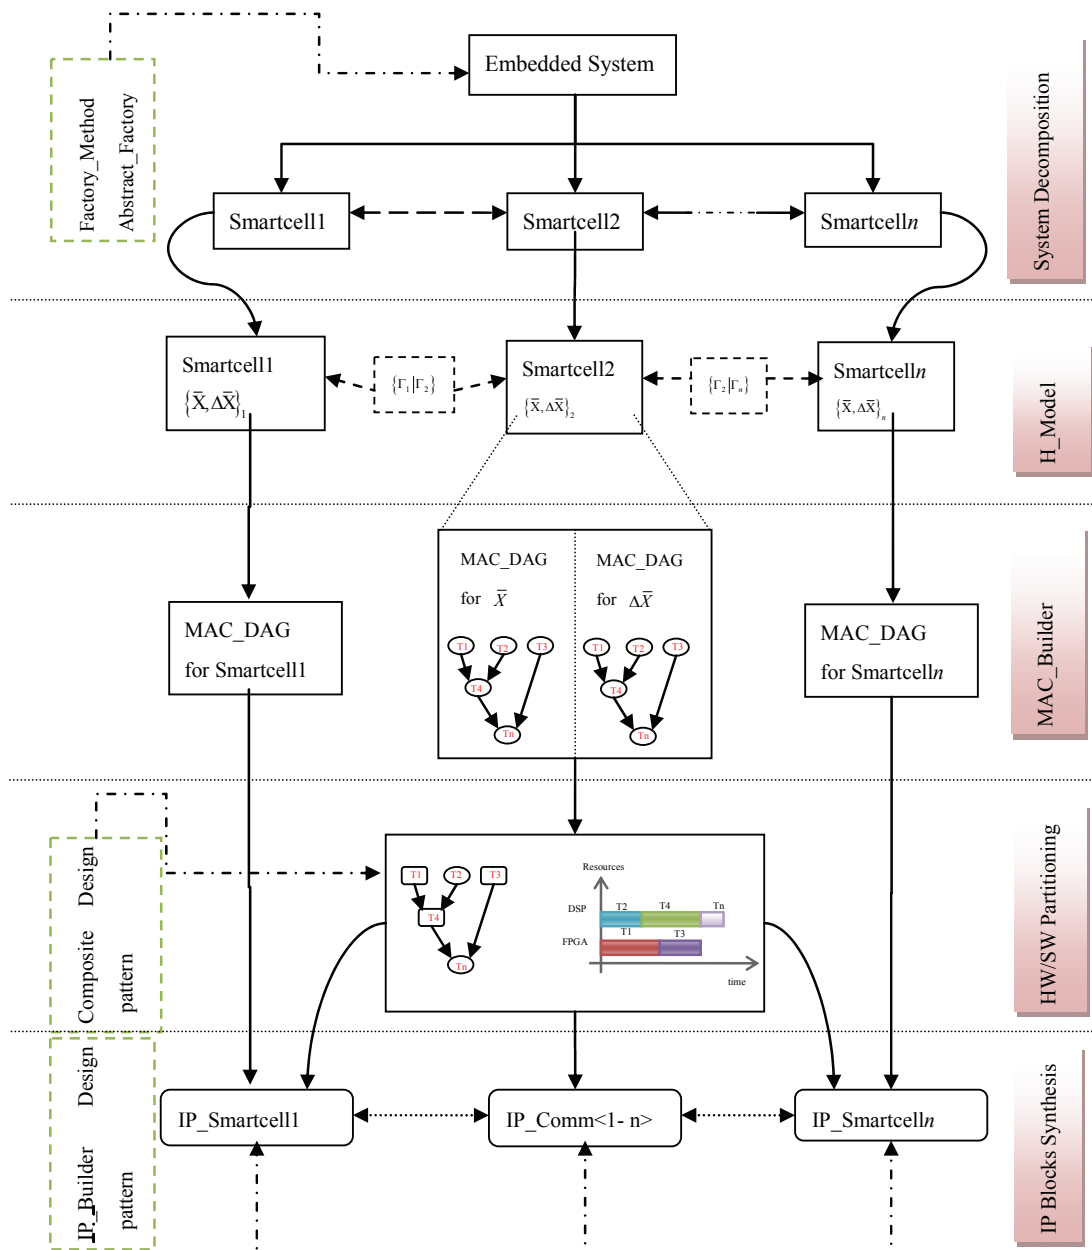 Embedded System
Factory_Method
Abstract_Factory
System Decomposition
Smartcell1
Smartcell2
Smartcelln
Smartcell1
{X̄,ΔX̄}₁
{Γ₁|Γ₂}
Smartcell2
{X̄,ΔX̄}₂
{Γ₂|Γₙ}
Smartcelln
{X̄,ΔX̄}ₙ
H_Model
MAC_DAG
for Smartcell1
MAC_DAG
for X̄
T1 T2 T3
T4
Tn
MAC_DAG
for ΔX̄
T1 T2 T3
T4
Tn
MAC_DAG
for Smartcelln
MAC_Builder
Composite Design
pattern
T1 T2 T3
T4
Tn
Resources
DSP
T2 T4 Tn
FPGA
T1 T3
time
HW/SW Partitioning
IP_Builder Design
pattern
IP_Smartcell1
IP_Comm<1- n>
IP_Smartcelln
IP Blocks Synthesis